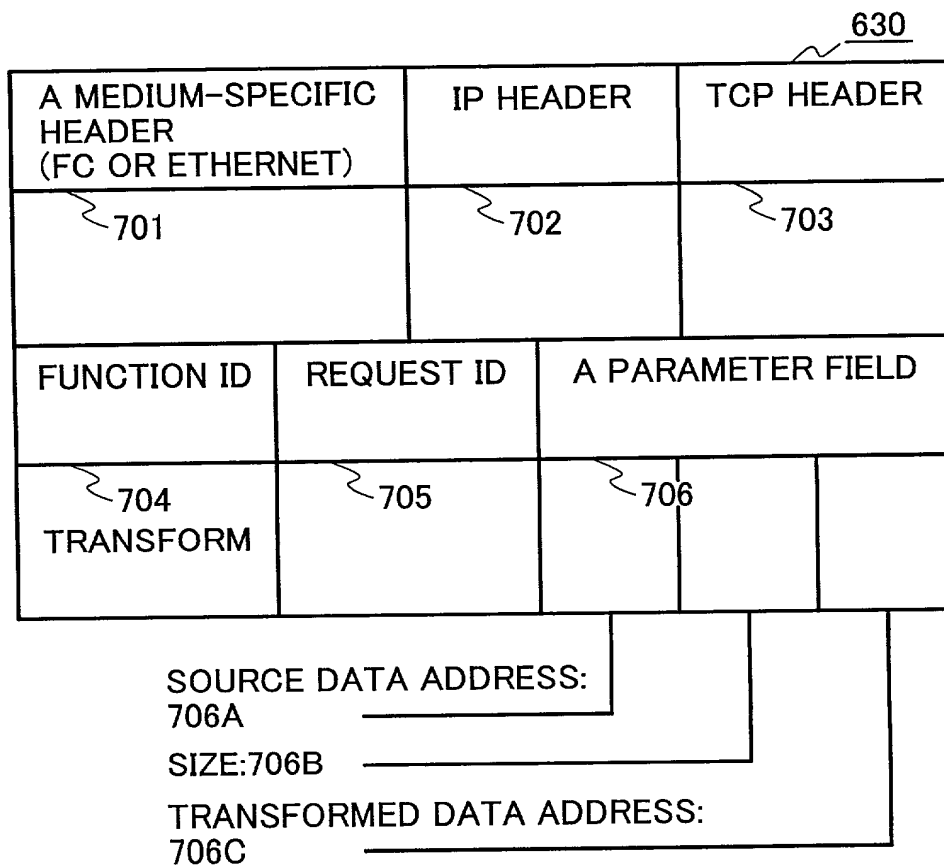 630
A MEDIUM-SPECIFIC
HEADER
(FC OR ETHERNET)
IP HEADER
TCP HEADER
701
702
703
FUNCTION ID
REQUEST ID
A PARAMETER FIELD
704
705
706
TRANSFORM
SOURCE DATA ADDRESS:
706A
SIZE:706B
TRANSFORMED DATA ADDRESS:
706C